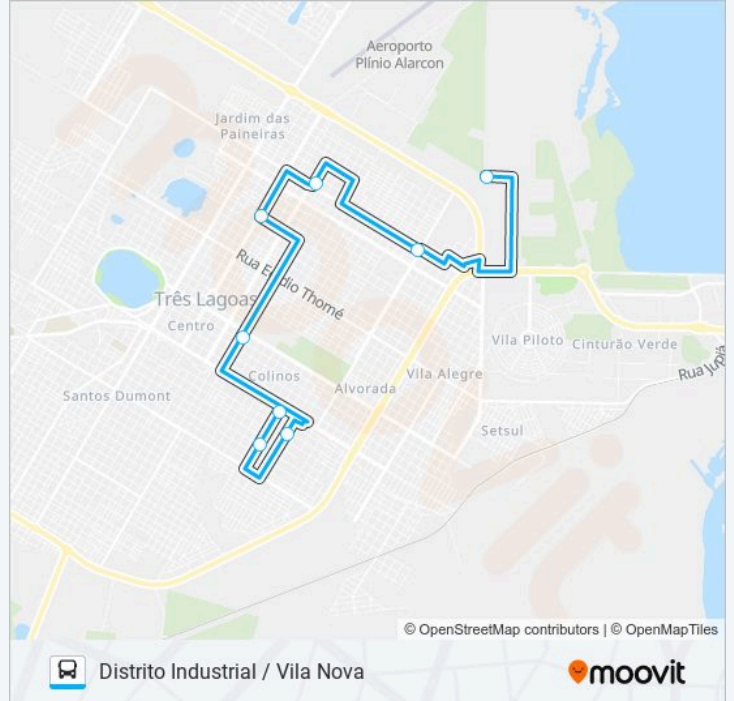 Aeroporto
Plínio Alarcon
Jardim das
Paineiras
Rua Egídio Thomé
Três Lagoas
Centro
Vila Piloto
Cinturão Verde
Rua Jupiá
Colinos
Alvorada
Vila Alegre
Santos Dumont
Setsul
© OpenStreetMap contributors | © OpenMapTiles
Distrito Industrial / Vila Nova
moovit